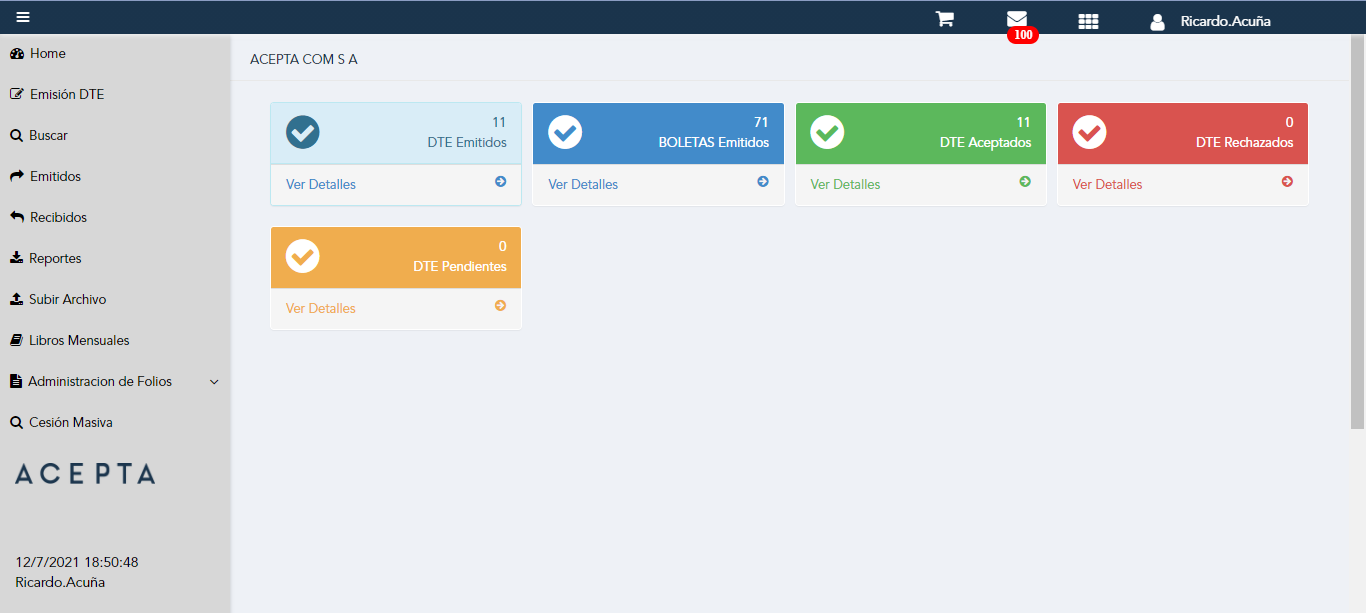 Ricardo.Acuña
100
Home
Emisión DTE
Buscar
Emitidos
Recibidos
Reportes
Subir Archivo
Libros Mensuales
Administracion de Folios
Cesión Masiva
ACEPTA
12/7/2021 18:50:48
Ricardo.Acuña
ACEPTA COM S A
11
DTE Emitidos
Ver Detalles
71
BOLETAS Emitidos
Ver Detalles
11
DTE Aceptados
Ver Detalles
0
DTE Rechazados
Ver Detalles
0
DTE Pendientes
Ver Detalles